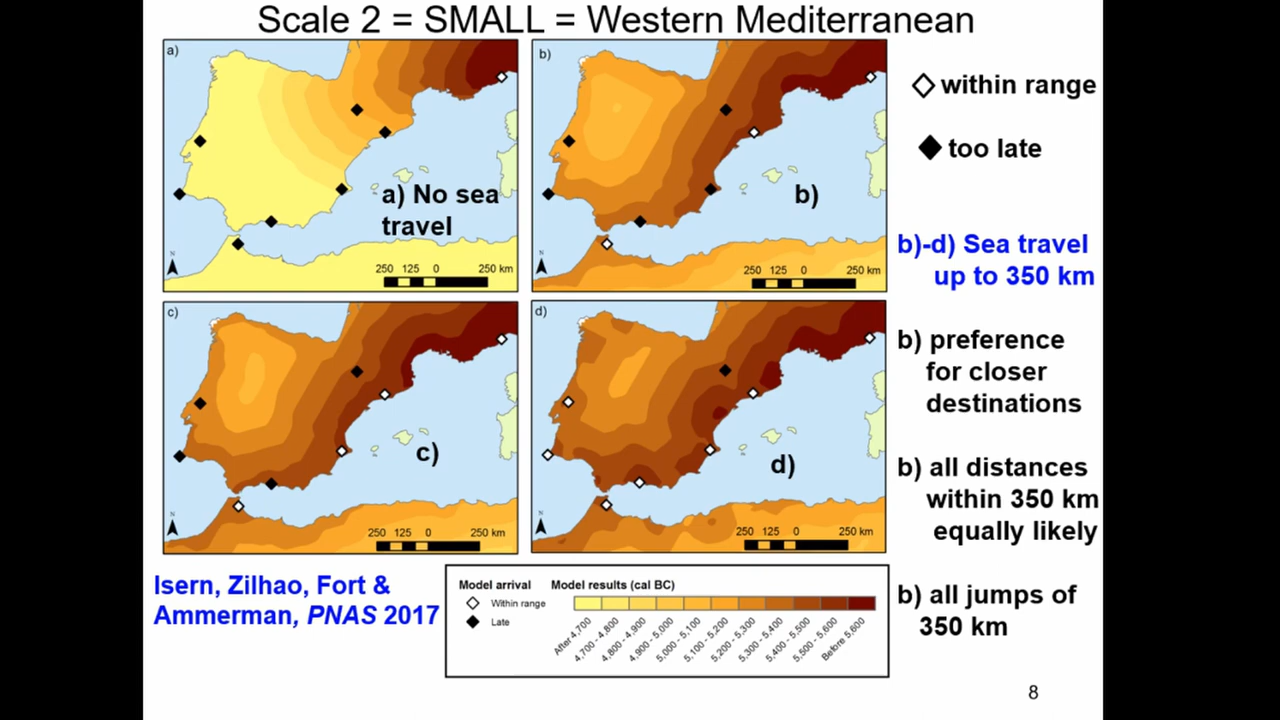 Scale 2 = SMALL = Western Mediterranean
a)
a) No sea
travel
N
250 125 0 250 km
b)
b)
N
250 125 0 250 km
c)
c)
N
250 125 0 250 km
d)
d)
N
250 125 0 250 km
within range
too late
b)-d) Sea travel
up to 350 km
b) preference
for closer
destinations
b) all distances
within 350 km
equally likely
b) all jumps of
350 km
Isern, Zilhao, Fort &
Ammerman, PNAS 2017
Model arrival
Within range
Late
Model results (cal BC)
After 4,700
4,700 - 4,800
4,800 - 4,900
4,900 - 5,000
5,000 - 5,100
5,100 - 5,200
5,200 - 5,300
5,300 - 5,400
5,400 - 5,500
5,500 - 5,600
Before 5,600
8